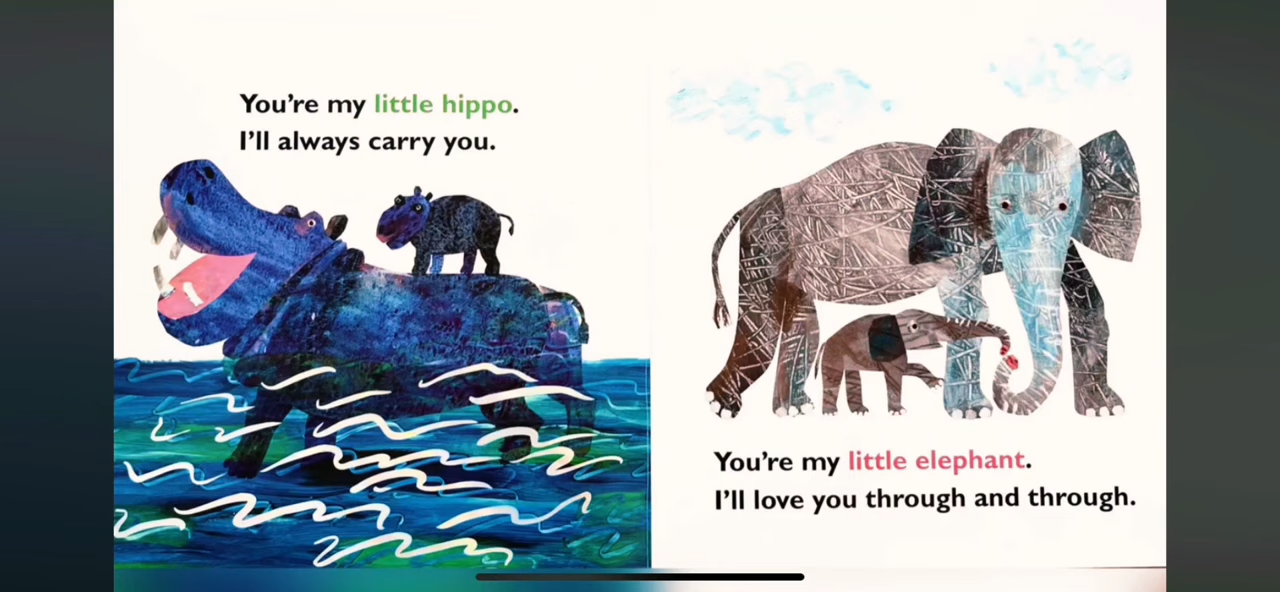 You're my little hippo.
I'll always carry you.
You're my little elephant.
I'll love you through and through.